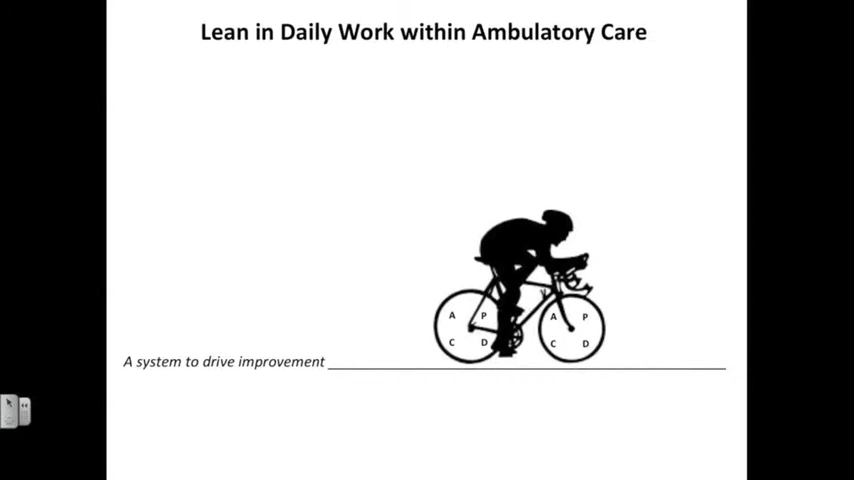 Lean in Daily Work within Ambulatory Care
A P A P
C D C D
A system to drive improvement